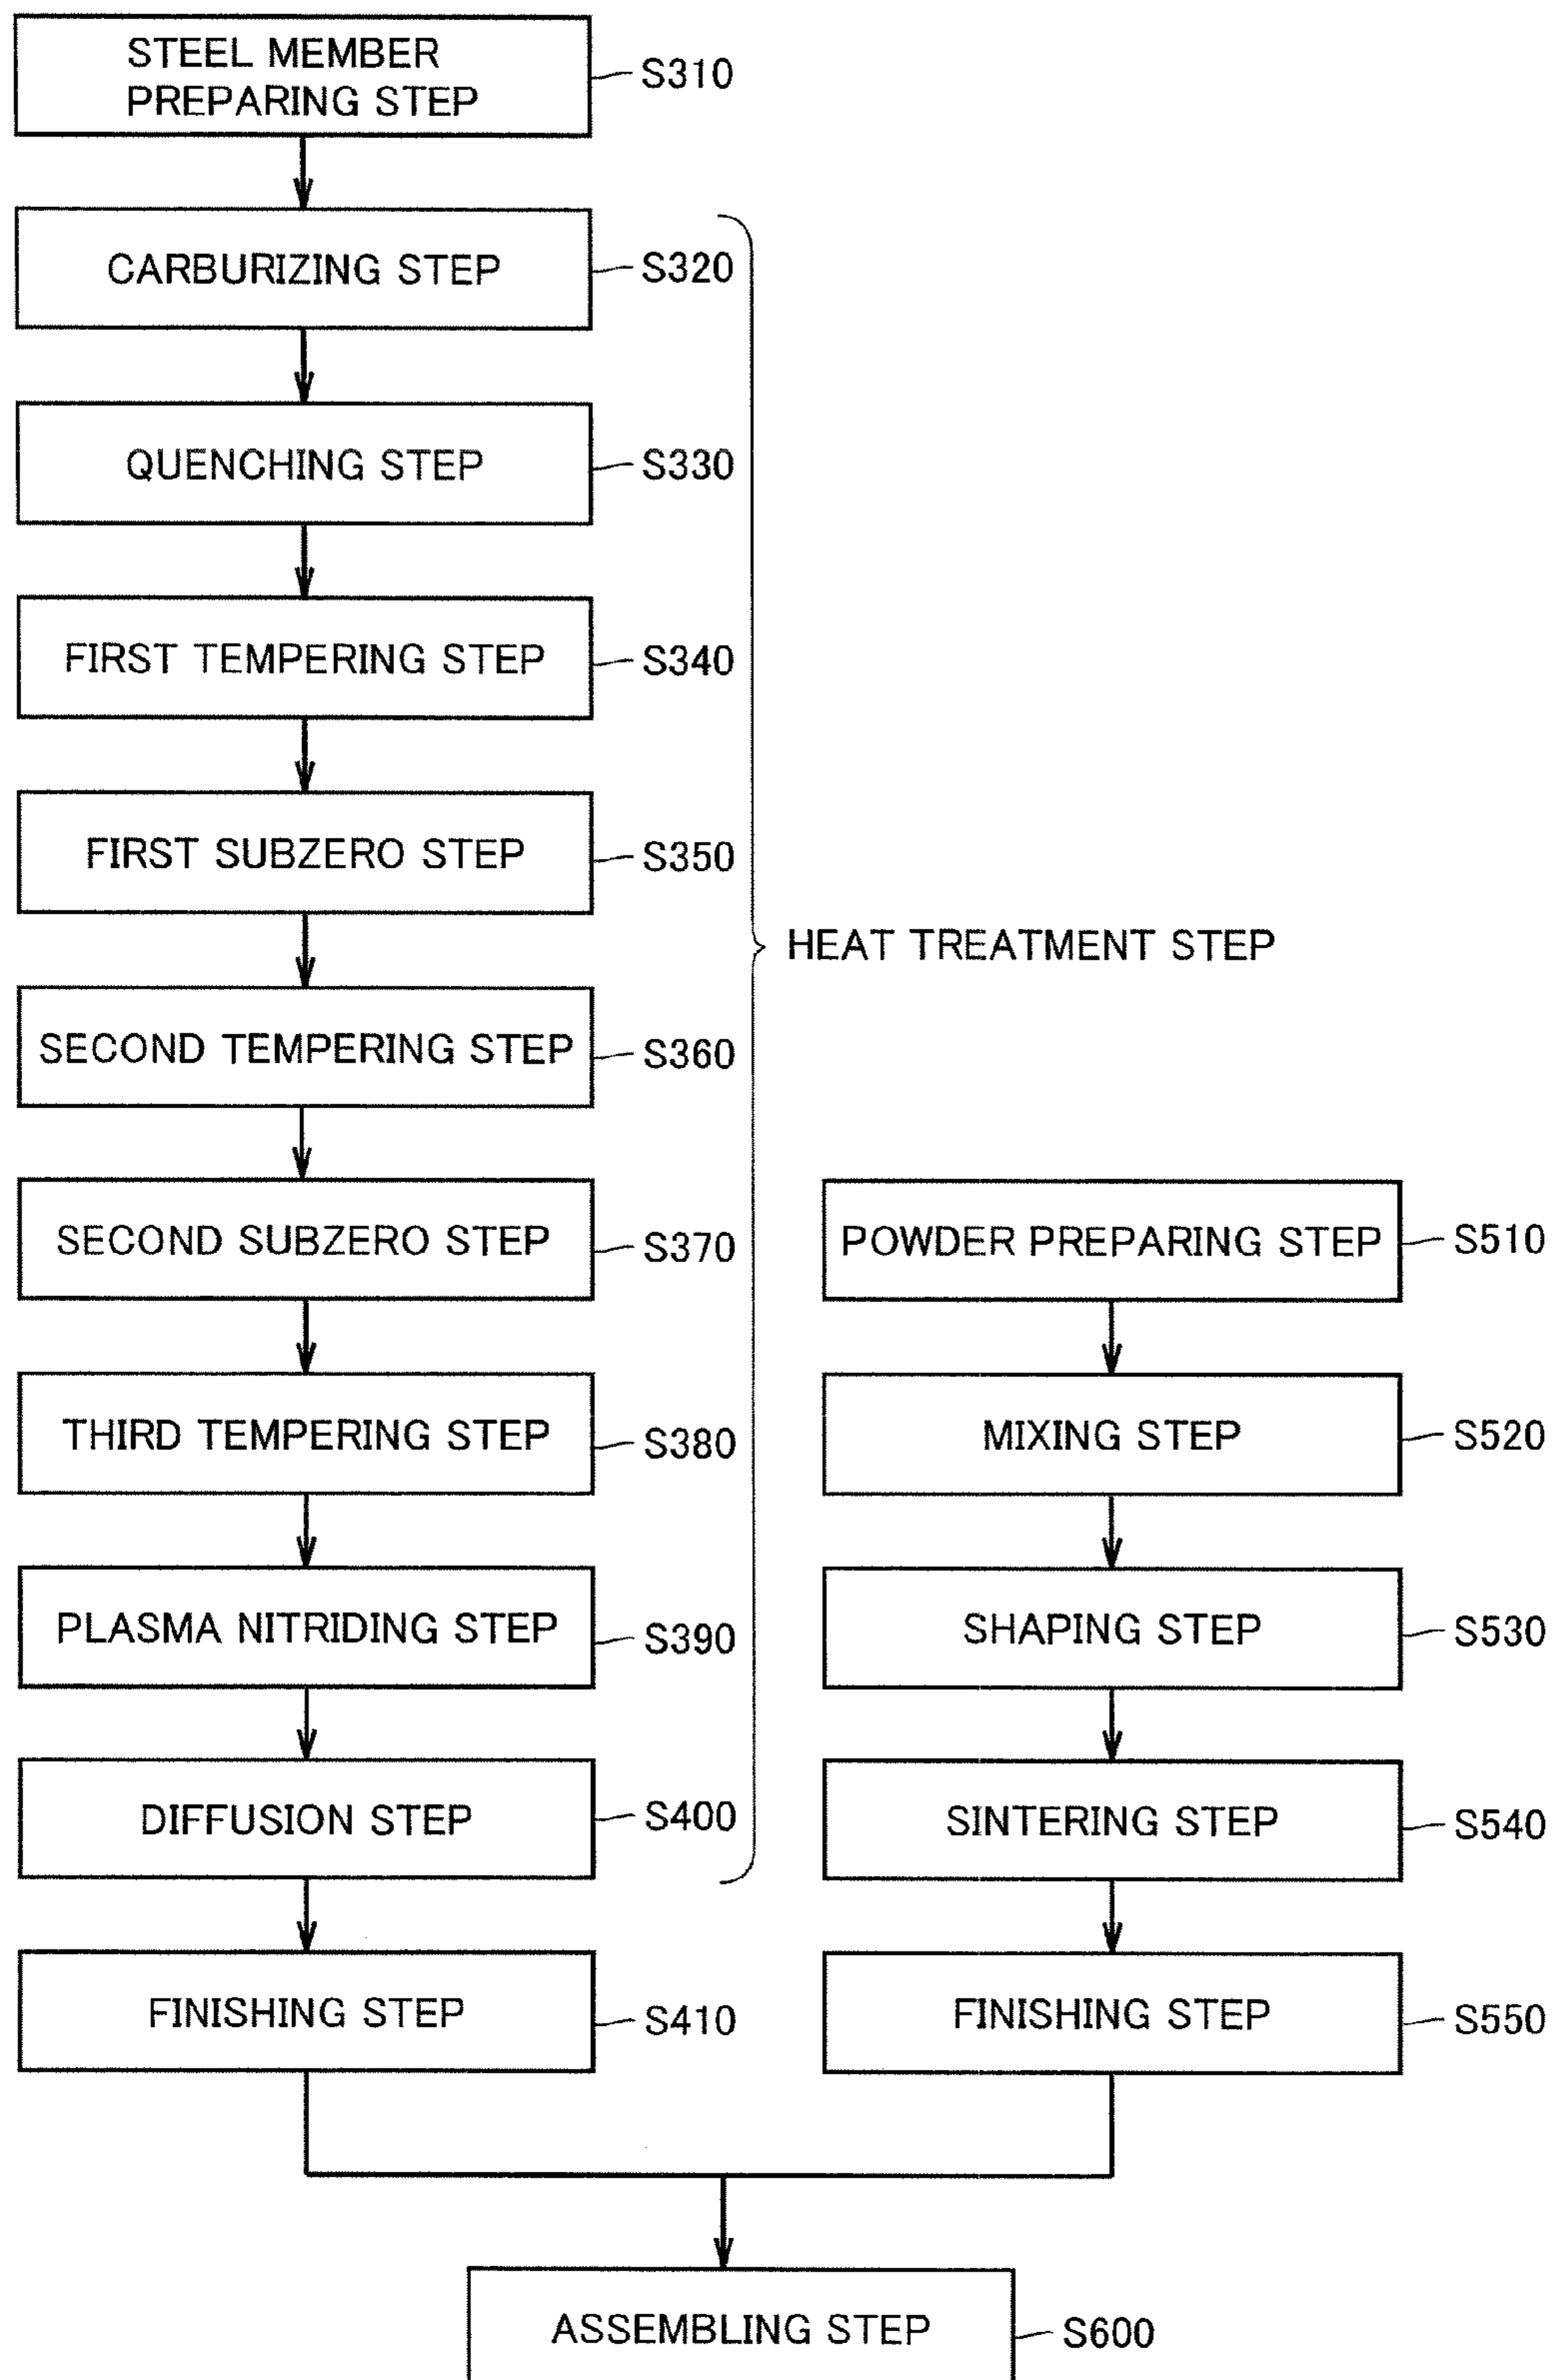 STEEL MEMBER
PREPARING STEP
S310
CARBURIZING STEP
S320
QUENCHING STEP
S330
FIRST TEMPERING STEP
S340
FIRST SUBZERO STEP
S350
HEAT TREATMENT STEP
SECOND TEMPERING STEP
S360
SECOND SUBZERO STEP
S370
THIRD TEMPERING STEP
S380
PLASMA NITRIDING STEP
S390
DIFFUSION STEP
S400
FINISHING STEP
S410
POWDER PREPARING STEP
S510
MIXING STEP
S520
SHAPING STEP
S530
SINTERING STEP
S540
FINISHING STEP
S550
ASSEMBLING STEP
S600